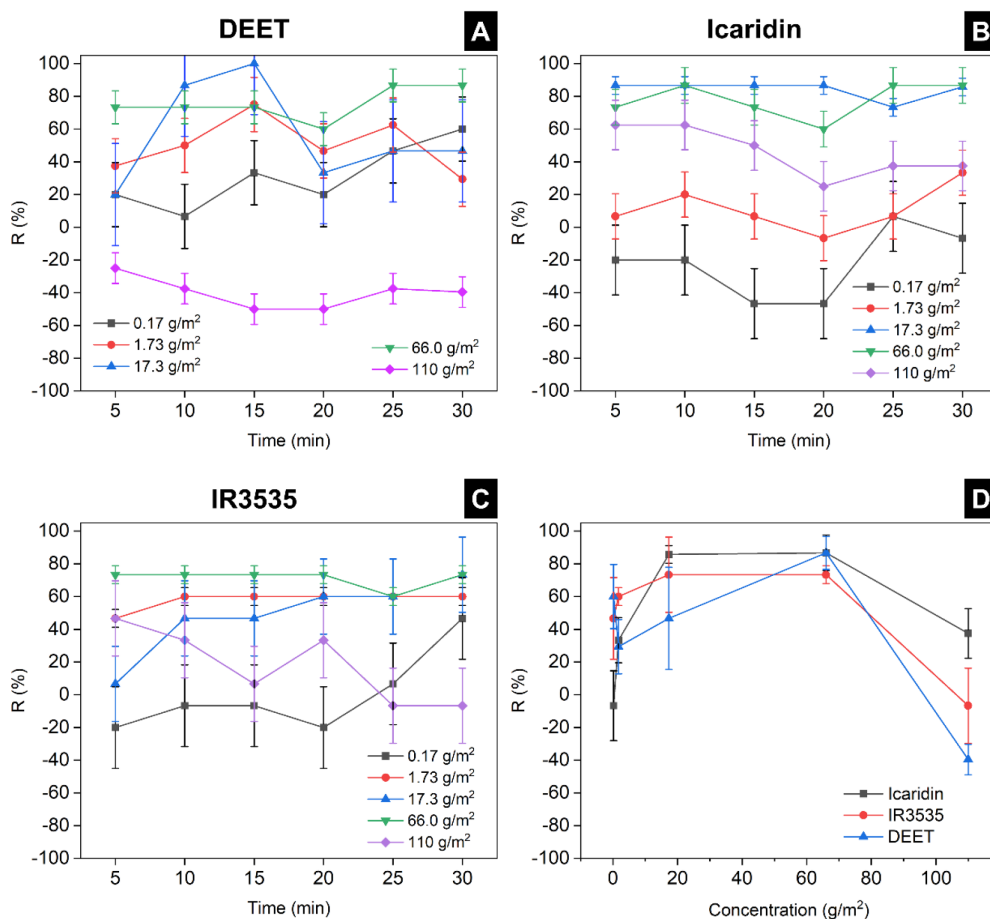 DEET
A
R (%)
100
80
60
40
20
0
-20
-40
-60
-80
-100
0.17 g/m²
1.73 g/m²
17.3 g/m²
66.0 g/m²
110 g/m²
5 10 15 20 25 30
Time (min)
Icaridin
B
R (%)
100
80
60
40
20
0
-20
-40
-60
-80
-100
0.17 g/m²
1.73 g/m²
17.3 g/m²
66.0 g/m²
110 g/m²
5 10 15 20 25 30
Time (min)
IR3535
C
R (%)
100
80
60
40
20
0
-20
-40
-60
-80
-100
0.17 g/m²
1.73 g/m²
17.3 g/m²
66.0 g/m²
110 g/m²
5 10 15 20 25 30
Time (min)
D
R (%)
100
80
60
40
20
0
-20
-40
-60
-80
-100
Icaridin
IR3535
DEET
0 20 40 60 80 100
Concentration (g/m²)